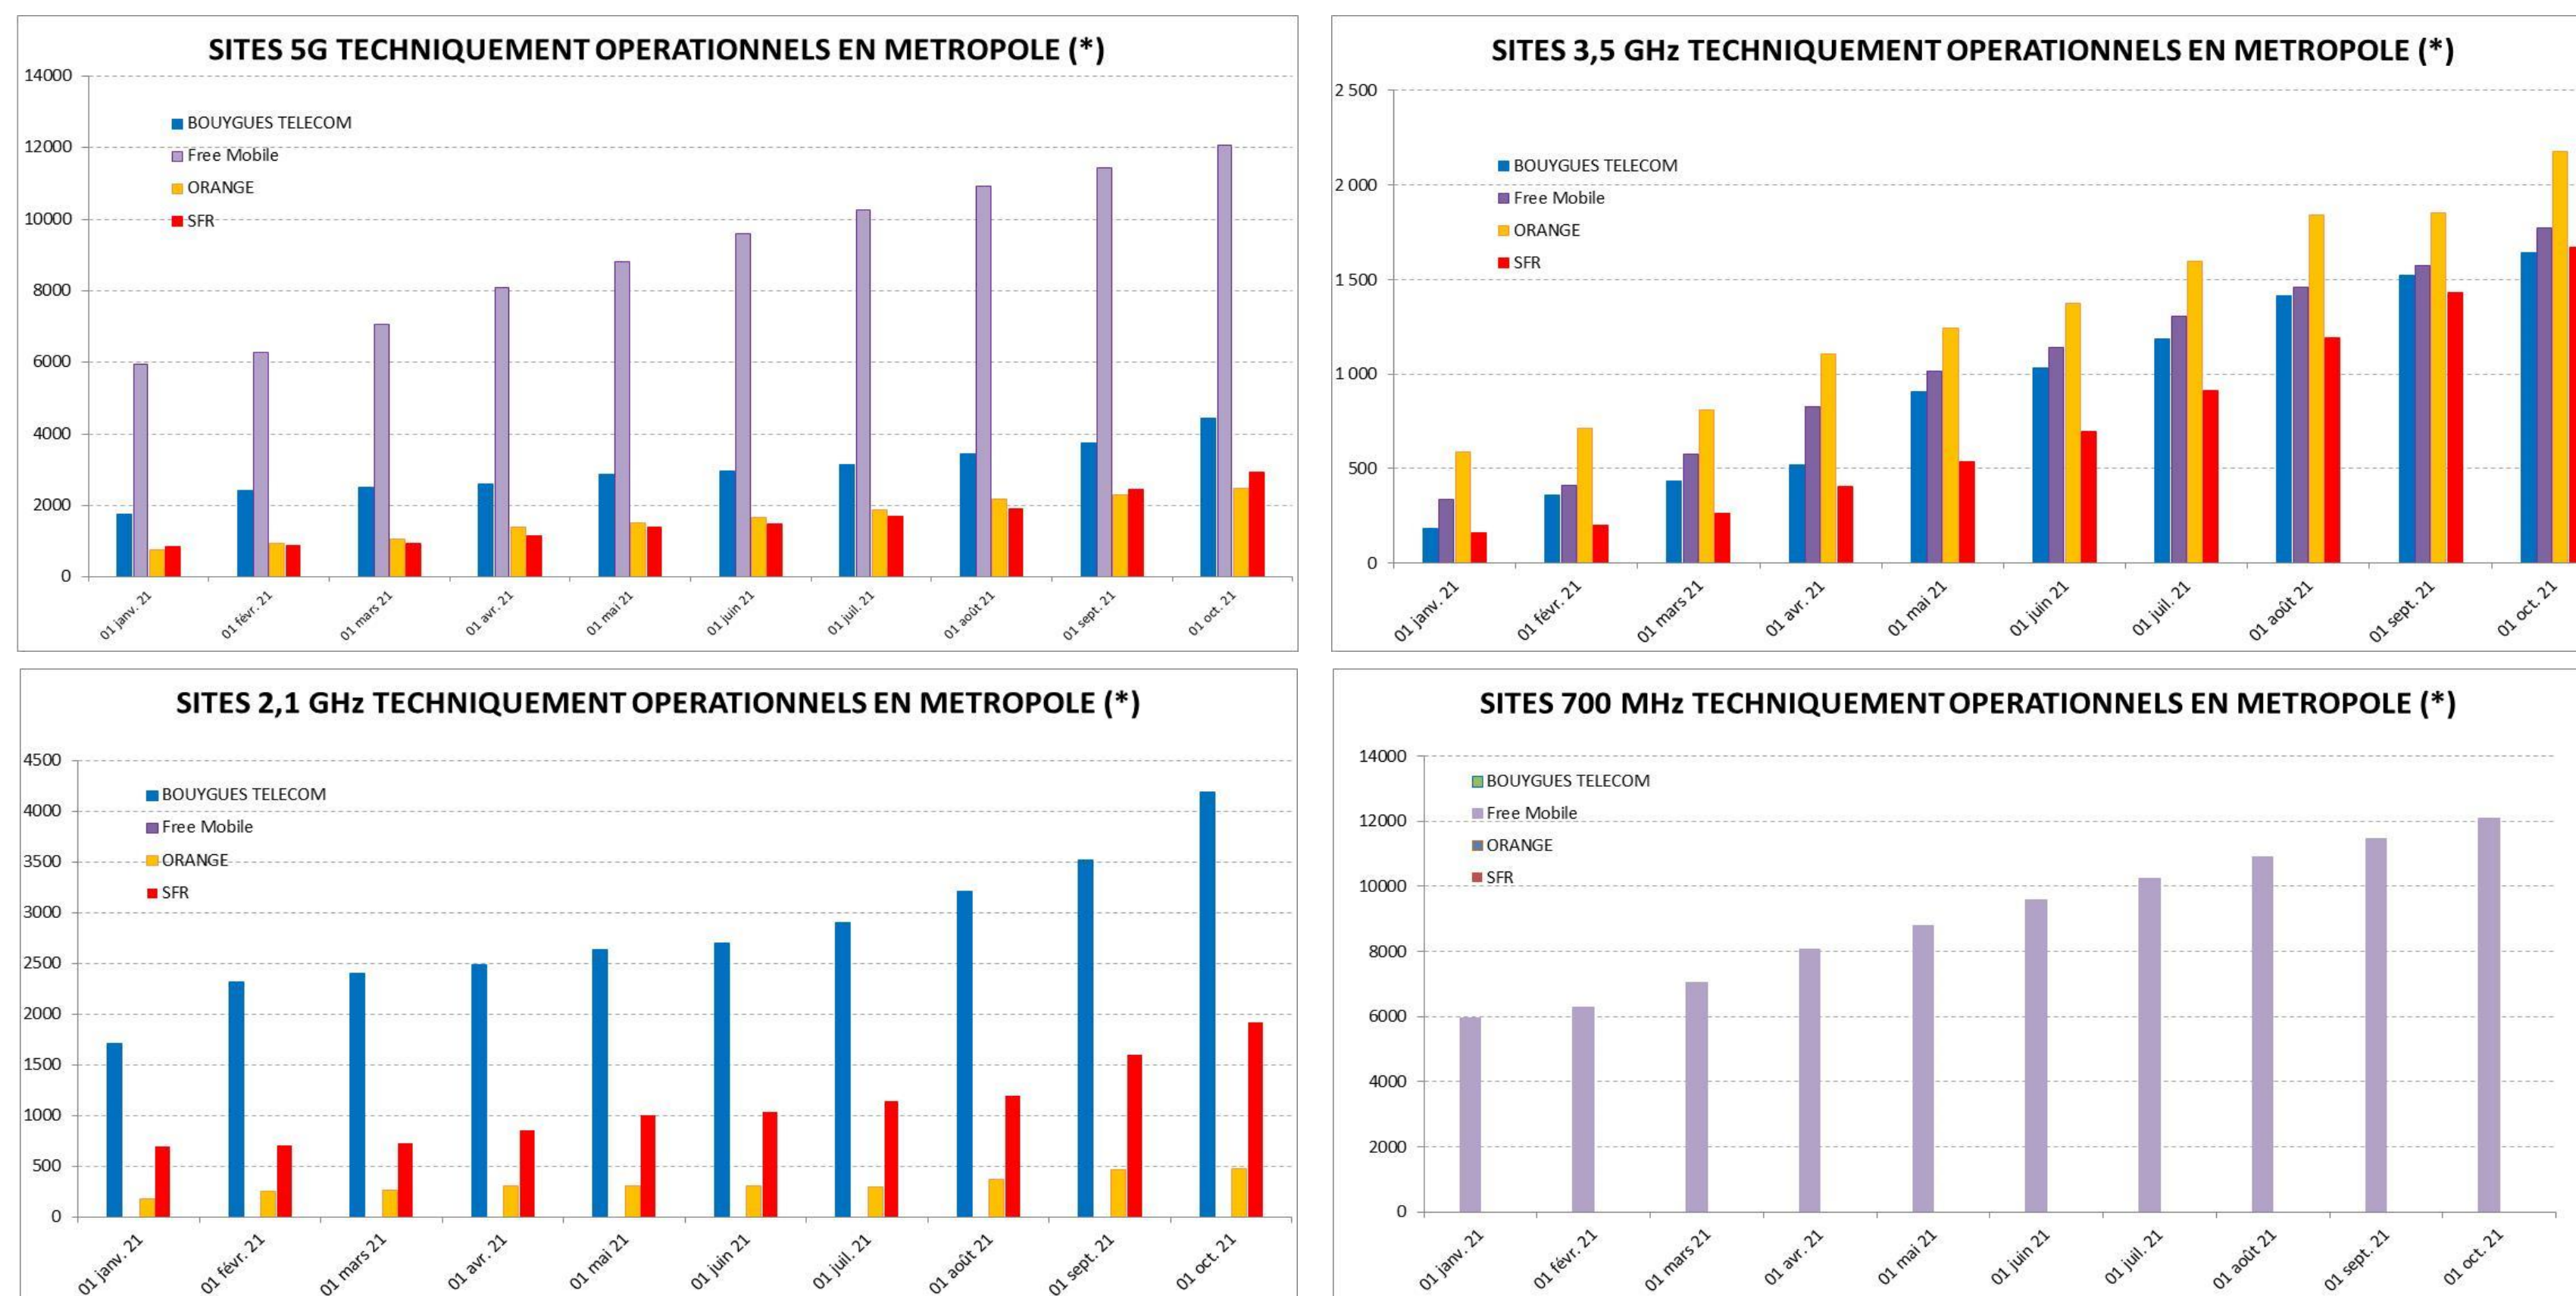 SITES 5G TECHNIQUEMENT OPERATIONNELS EN METROPOLE (*)
14000
12000
10000
8000
6000
4000
2000
0
BOUYGUES TELECOM
Free Mobile
ORANGE
SFR
01 janv. 21
01 févr. 21
01 mars 21
01 avr. 21
01 mai 21
01 juin 21
01 juil. 21
01 août 21
01 sept. 21
01 oct. 21
SITES 3,5 GHz TECHNIQUEMENT OPERATIONNELS EN METROPOLE (*)
2 500
2 000
1 500
1 000
500
0
BOUYGUES TELECOM
Free Mobile
ORANGE
SFR
01 janv. 21
01 févr. 21
01 mars 21
01 avr. 21
01 mai 21
01 juin 21
01 juil. 21
01 août 21
01 sept. 21
01 oct. 21
SITES 2,1 GHz TECHNIQUEMENT OPERATIONNELS EN METROPOLE (*)
4500
4000
3500
3000
2500
2000
1500
1000
500
0
BOUYGUES TELECOM
Free Mobile
ORANGE
SFR
01 janv. 21
01 févr. 21
01 mars 21
01 avr. 21
01 mai 21
01 juin 21
01 juil. 21
01 août 21
01 sept. 21
01 oct. 21
SITES 700 MHz TECHNIQUEMENT OPERATIONNELS EN METROPOLE (*)
14000
12000
10000
8000
6000
4000
2000
0
BOUYGUES TELECOM
Free Mobile
ORANGE
SFR
01 janv. 21
01 févr. 21
01 mars 21
01 avr. 21
01 mai 21
01 juin 21
01 juil. 21
01 août 21
01 sept. 21
01 oct. 21